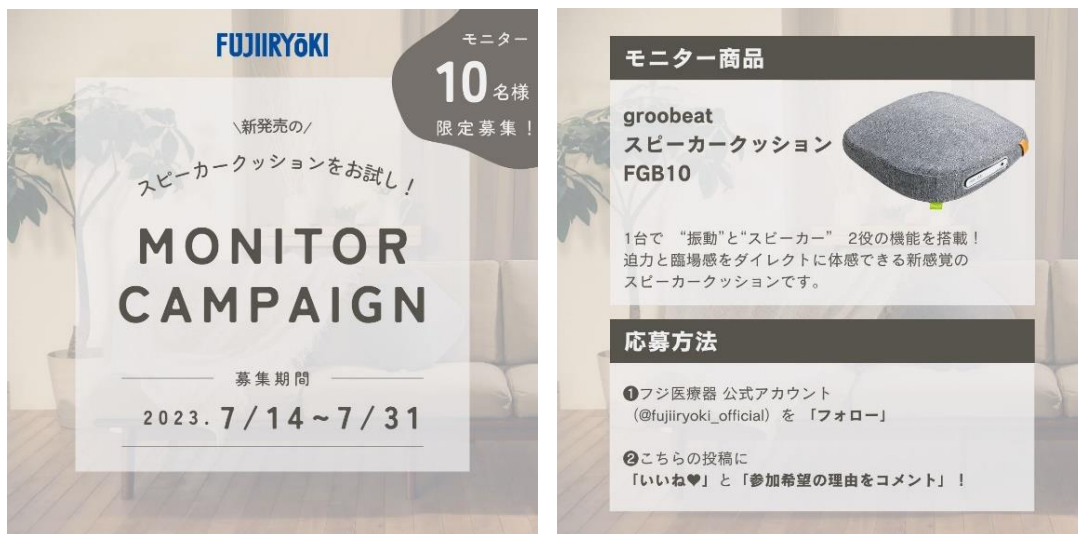 FUJIIRYōKI
モニター
10名様
限定募集！
\新発売の/
スピーカークッションをお試し！
MONITOR
CAMPAIGN
募集期間
2023. 7/14~7/31
モニター商品
groobeat
スピーカークッション
FGB10
1台で　“振動”と“スピーカー”　2役の機能を搭載！
迫力と臨場感をダイレクトに体感できる新感覚の
スピーカークッションです。
応募方法
❶フジ医療器 公式アカウント
（@fujiiryoki_official）を 「フォロー」
❷こちらの投稿に
「いいね♥」と「参加希望の理由をコメント」！